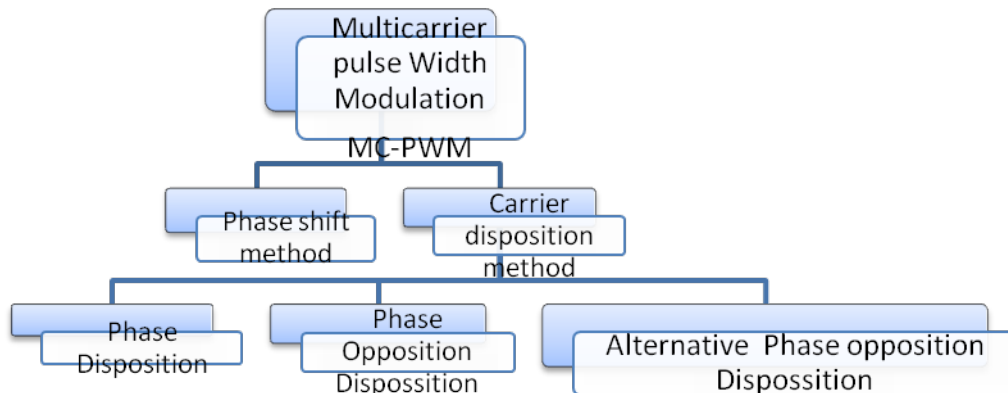 Multicarrier
pulse Width
Modulation
MC-PWM
Phase shift
method
Carrier
disposition
method
Phase
Disposition
Phase
Opposition
Dispossition
Alternative Phase opposition
Dispossition